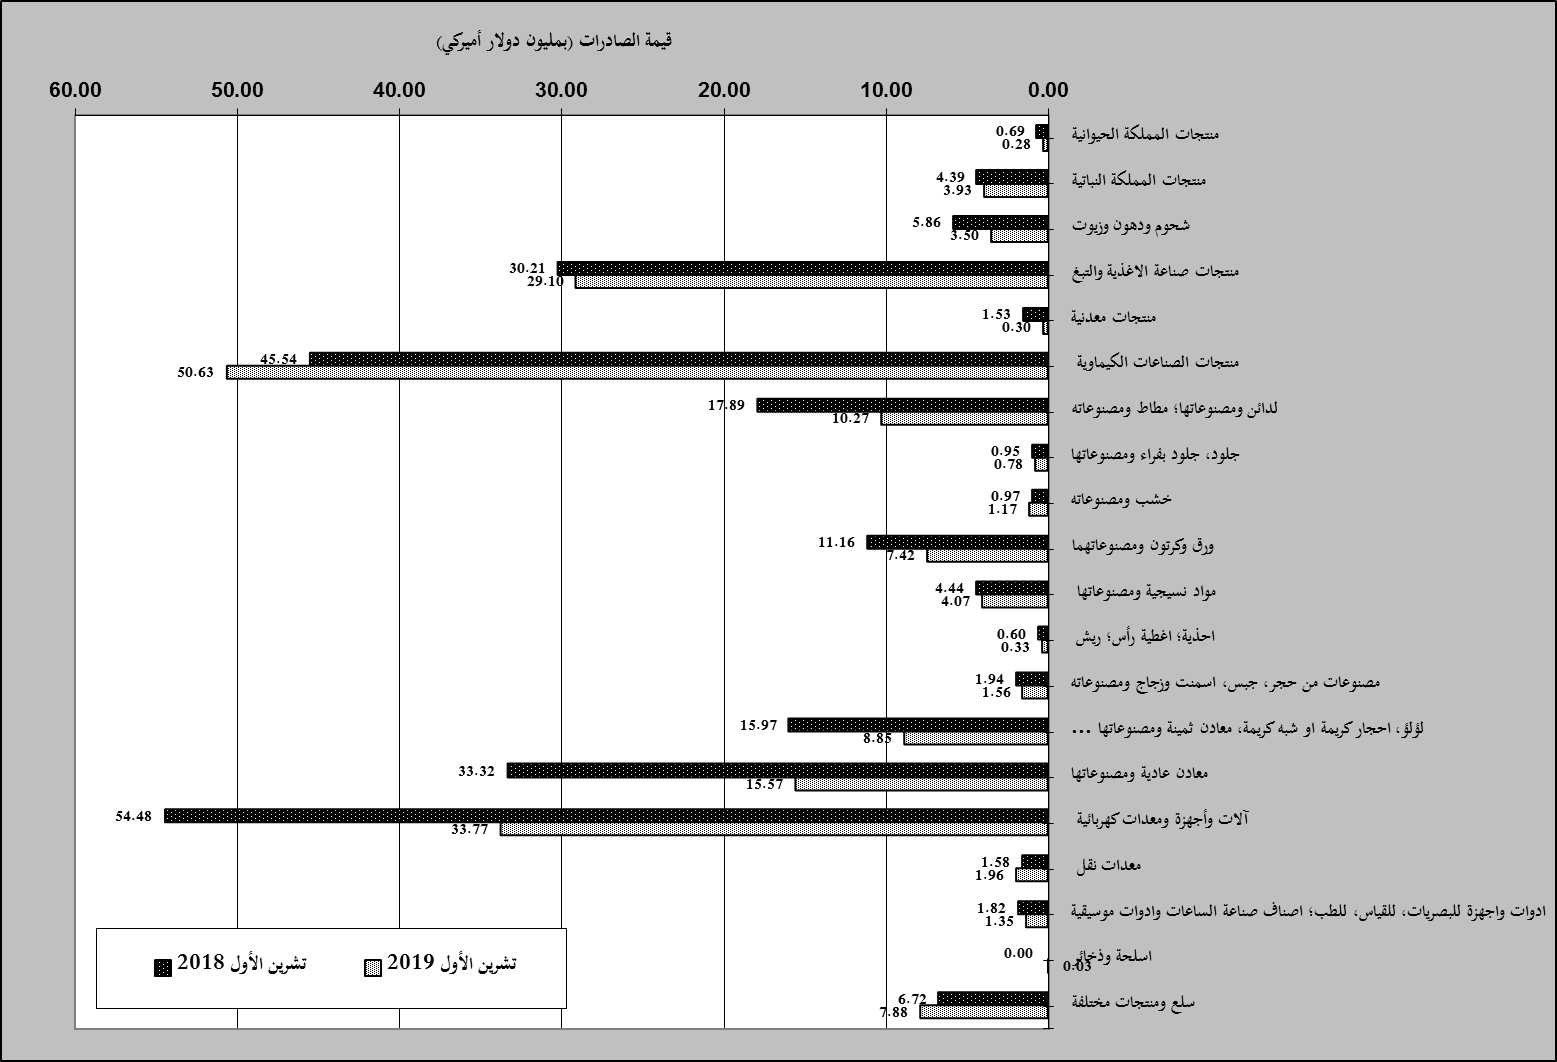 قيمة الصادرات (بمليون دولار أميركي)
60.00 50.00 40.00 30.00 20.00 10.00 0.00
منتجات المملكة الحيوانية
0.69
0.28
منتجات المملكة النباتية
4.39
3.93
شحوم ودهون وزيوت
5.86
3.50
منتجات صناعة الاغذية والتبغ
30.21
29.10
منتجات معدنية
1.53
0.30
منتجات الصناعات الكيماوية
45.54
50.63
لدائن ومصنوعاتها؛ مطاط ومصنوعاته
17.89
10.27
جلود، جلود بفراء ومصنوعاتها
0.95
0.78
خشب ومصنوعاته
0.97
1.17
ورق وكرتون ومصنوعاتهما
11.16
7.42
مواد نسيجية ومصنوعاتها
4.44
4.07
احذية؛ اغطية رأس؛ ريش
0.60
0.33
مصنوعات من حجر، جبس، اسمنت وزجاج ومصنوعاته
1.94
1.56
لؤلؤ، احجار كريمة او شبه كريمة، معادن ثمينة ومصنوعاتها ...
15.97
8.85
معادن عادية ومصنوعاتها
33.32
15.57
آلات وأجهزة ومعدات كهربائية
54.48
33.77
معدات نقل
1.58
1.96
ادوات واجهزة للبصريات، للقياس، للطب؛ اصناف صناعة الساعات وادوات موسيقية
1.82
1.35
اسلحة وذخائر
0.00
0.03
سلع ومنتجات مختلفة
6.72
7.88
تشرين الأول 2019
تشرين الأول 2018